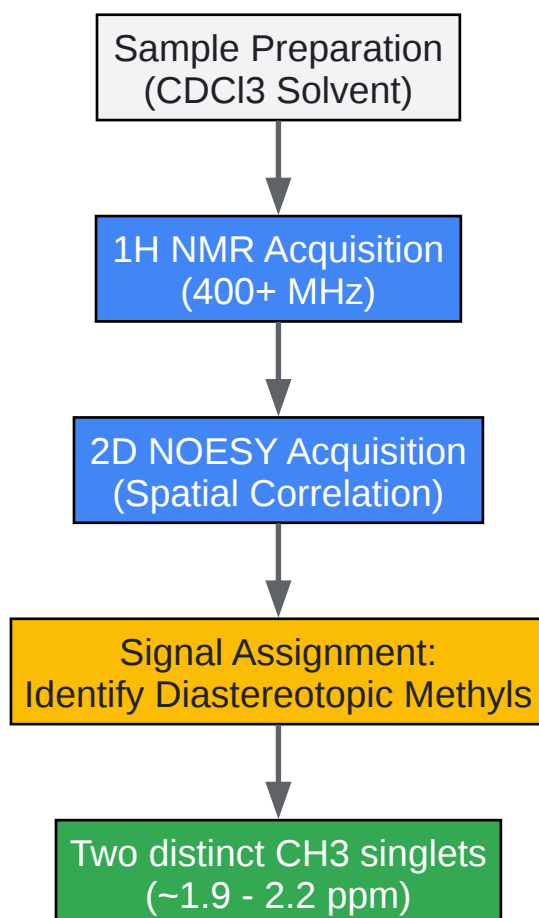 Sample Preparation
(CDCl3 Solvent)
1H NMR Acquisition
(400+ MHz)
2D NOESY Acquisition
(Spatial Correlation)
Signal Assignment:
Identify Diastereotopic Methyls
Two distinct CH3 singlets
(~1.9 - 2.2 ppm)